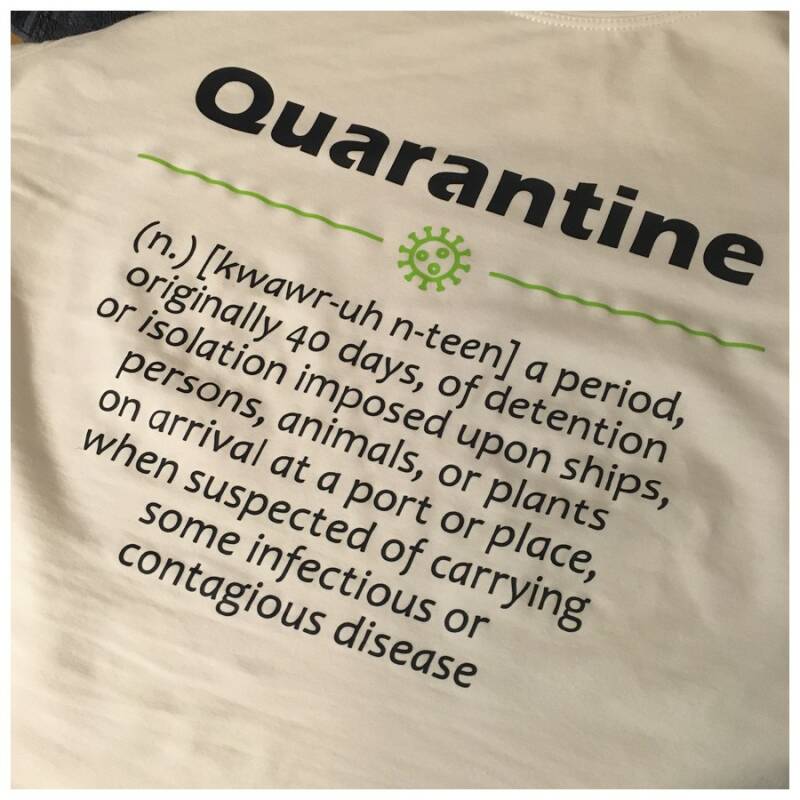 Quarantine
(n.) [kwawr-uh n-teen] a period,
originally 40 days, of detention
or isolation imposed upon ships,
persons, animals, or plants
on arrival at a port or place,
when suspected of carrying
some infectious or
contagious disease